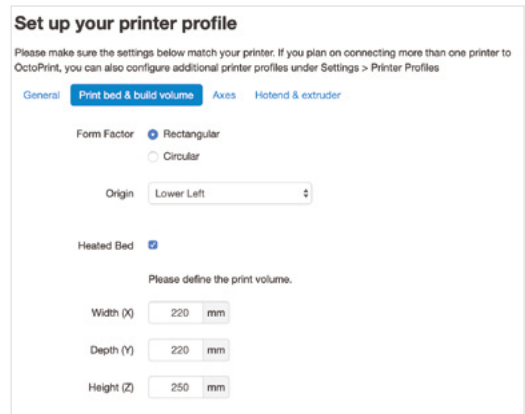 Set up your printer profile
Please make sure the settings below match your printer. If you plan on connecting more than one printer to
OctoPrint, you can also configure additional printer profiles under Settings > Printer Profiles
General Print bed & build volume Axes Hotend & extruder
Form Factor Rectangular
Circular
Origin Lower Left
Heated Bed
Please define the print volume.
Width (X) 220 mm
Depth (Y) 220 mm
Height (Z) 250 mm